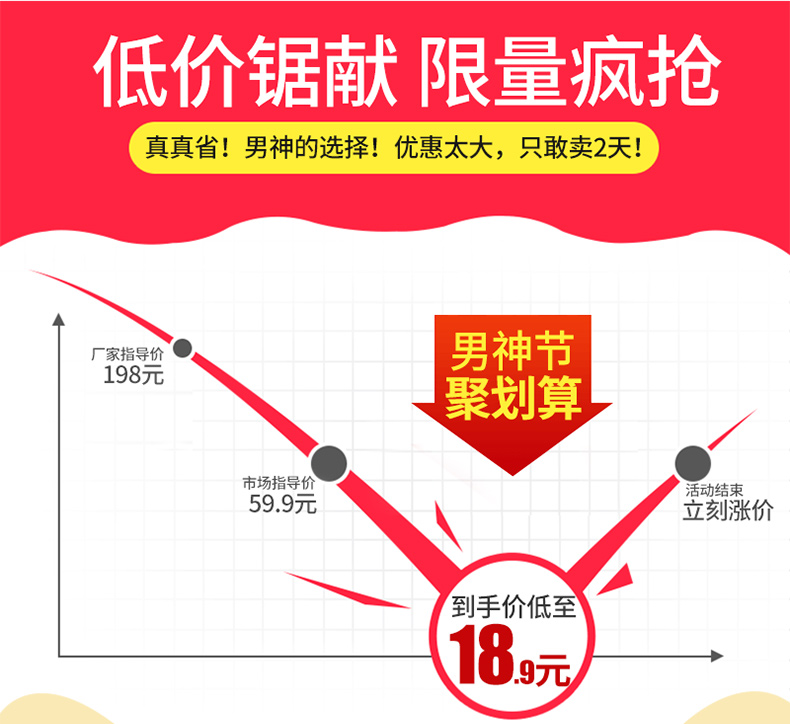 低价锯献 限量疯抢
真真省！男神的选择！优惠太大，只敢卖2天！
男神节
聚划算
厂家指导价
198元
市场指导价
59.9元
活动结束
立刻涨价
到手价低至
18.9元